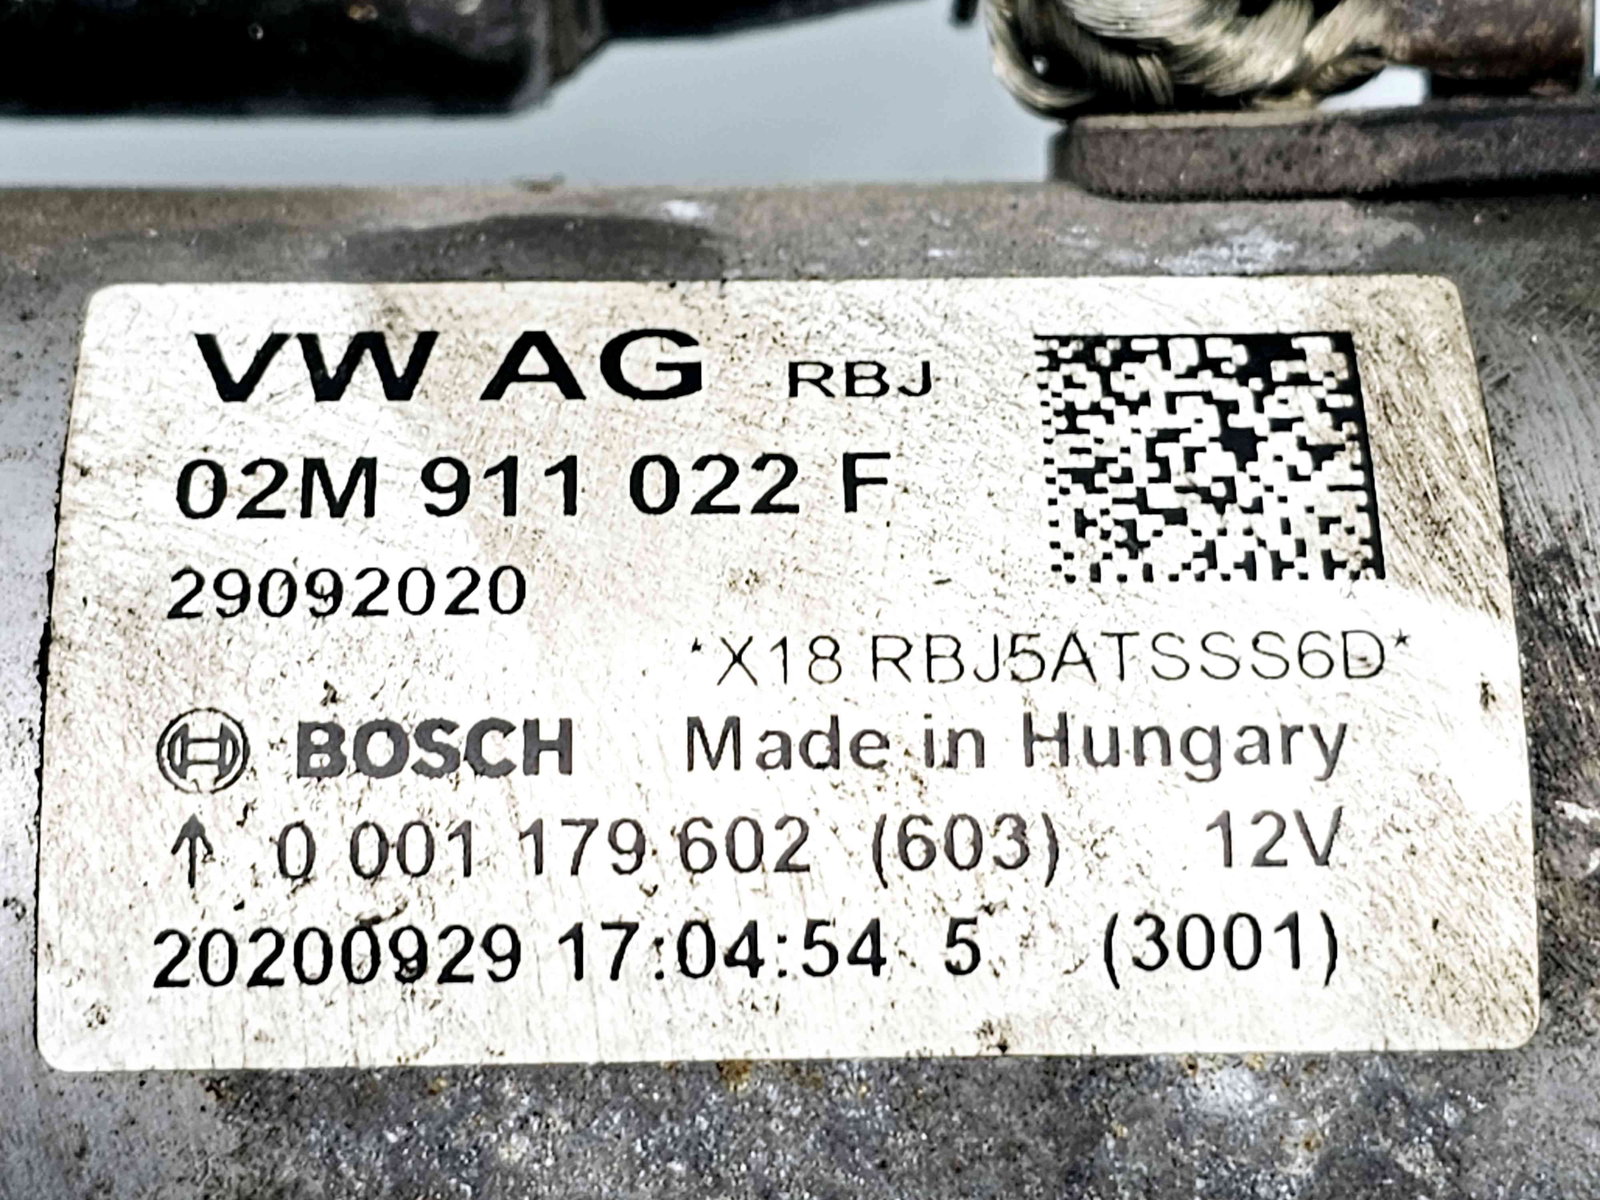 VW AG RBJ
02M 911 022 F
29092020
*X18 RBJ5ATSSS6D*
BOSCH Made in Hungary
↑ 0 001 179 602 (603) 12V
20200929 17:04:54 5 (3001)